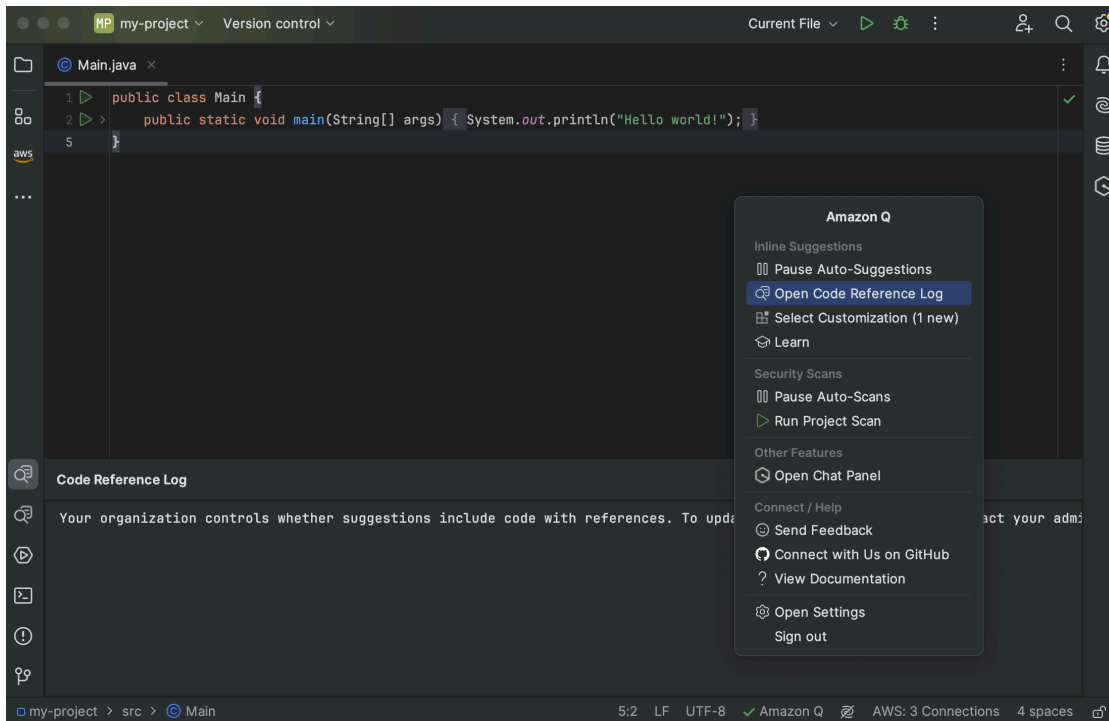 MP my-project Version control Current File
Main.java
1 public class Main {
2 public static void main(String[] args) { System.out.println("Hello world!"); }
5 }
aws
Amazon Q
Inline Suggestions
Pause Auto-Suggestions
Open Code Reference Log
Select Customization (1 new)
Learn
Security Scans
Pause Auto-Scans
Run Project Scan
Other Features
Open Chat Panel
Connect / Help
Send Feedback
Connect with Us on GitHub
? View Documentation
Open Settings
Sign out
Code Reference Log
Your organization controls whether suggestions include code with references. To upda act your admi
my-project > src > Main 5:2 LF UTF-8 Amazon Q AWS: 3 Connections 4 spaces